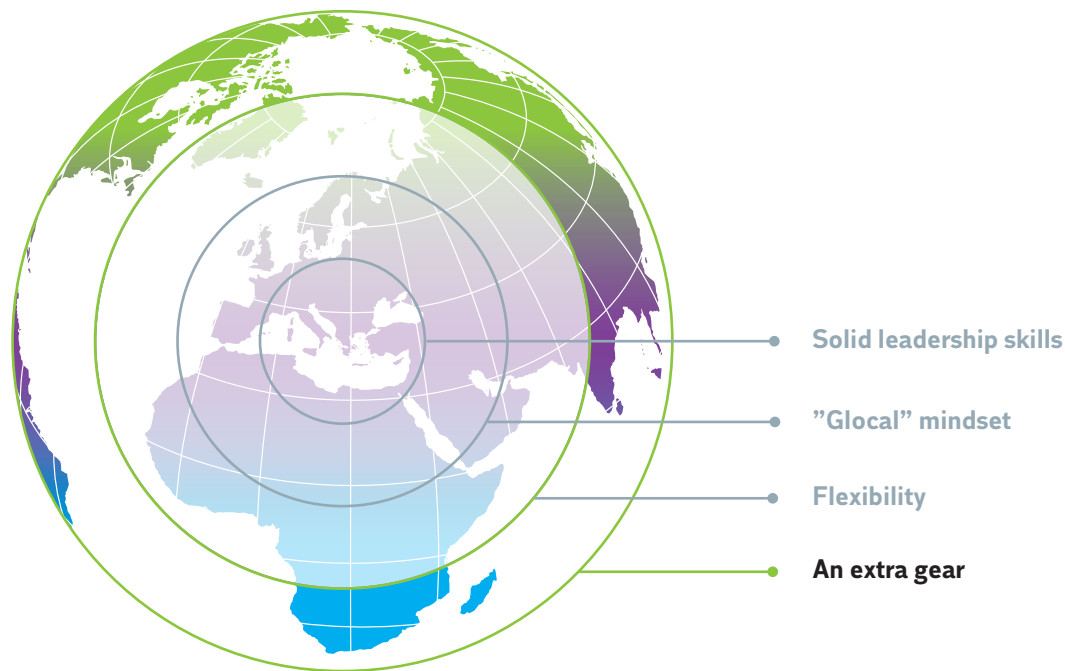 Solid leadership skills
”Glocal” mindset
Flexibility
An extra gear